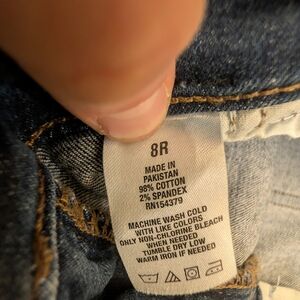 8R
MADE IN
PAKISTAN
98% COTTON
2% SPANDEX
RN154379
MACHINE WASH COLD
WITH LIKE COLORS
ONLY NON-CHLORINE BLEACH
WHEN NEEDED
TUMBLE DRY LOW
WARM IRON IF NEEDED